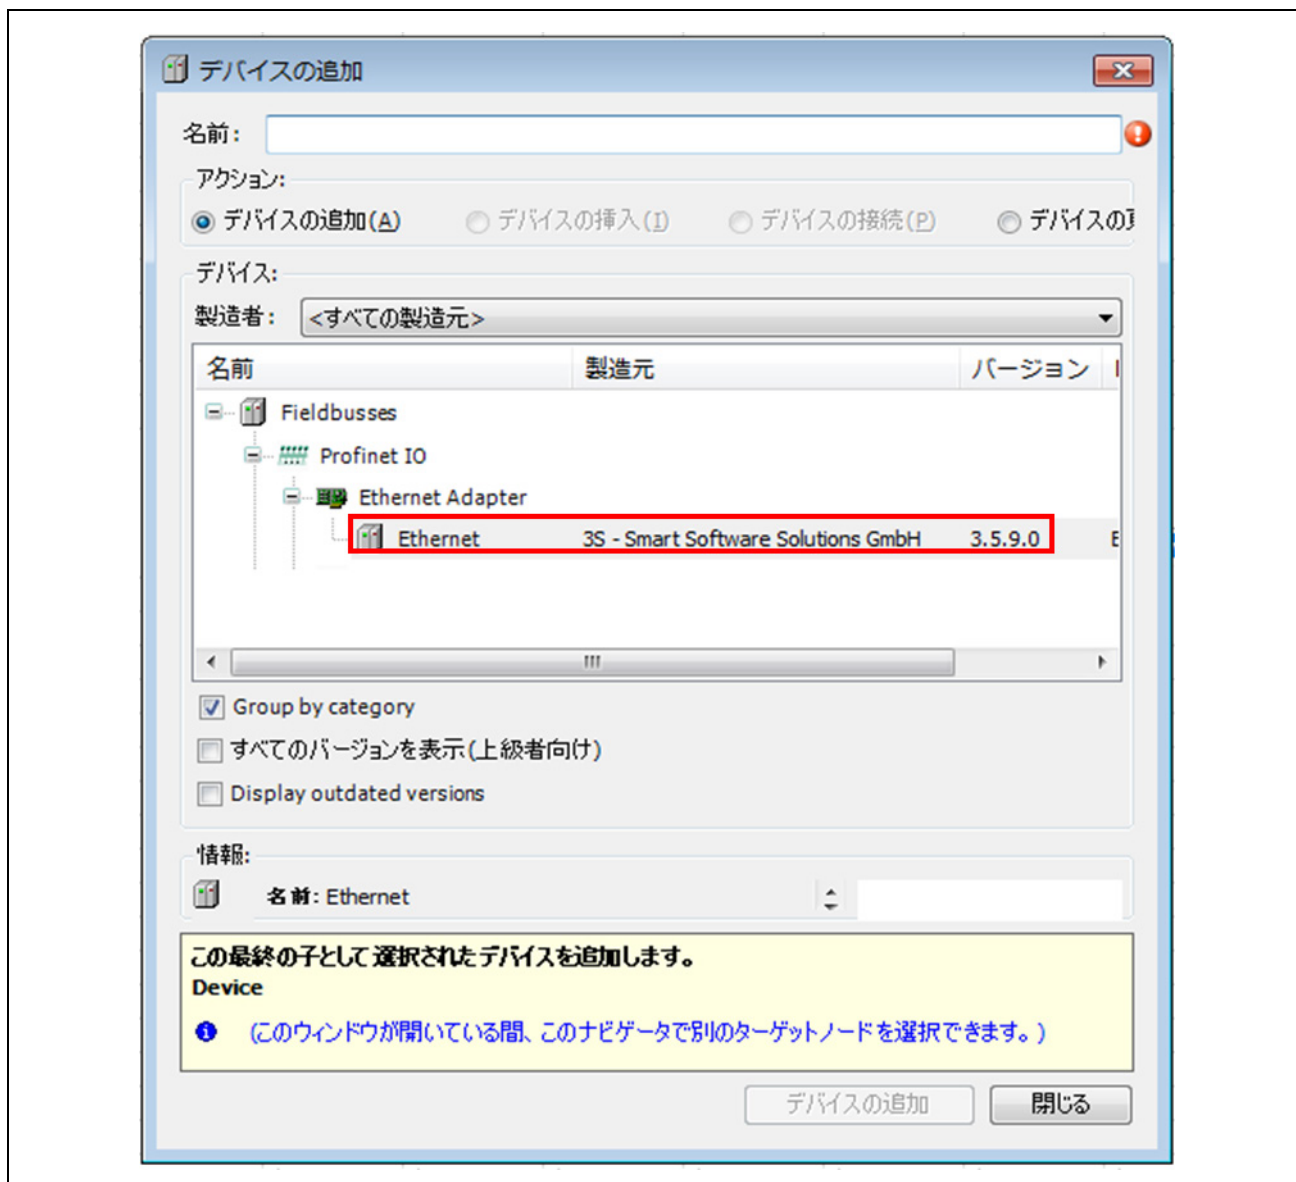 デバイスの追加
名前:
アクション:
デバイスの追加(A) デバイスの挿入(I) デバイスの接続(P) デバイスの
デバイス:
製造者: <すべての製造元>
名前 製造元 バージョン
Fieldbusses
Profinet IO
Ethernet Adapter
Ethernet 3S - Smart Software Solutions GmbH 3.5.9.0 E
Group by category
すべてのバージョンを表示(上級者向け)
Display outdated versions
情報:
名前: Ethernet
この最終の子として選択されたデバイスを追加します。
Device
(このウィンドウが開いている間、このナビゲータで別のターゲットノードを選択できます。)
デバイスの追加 閉じる